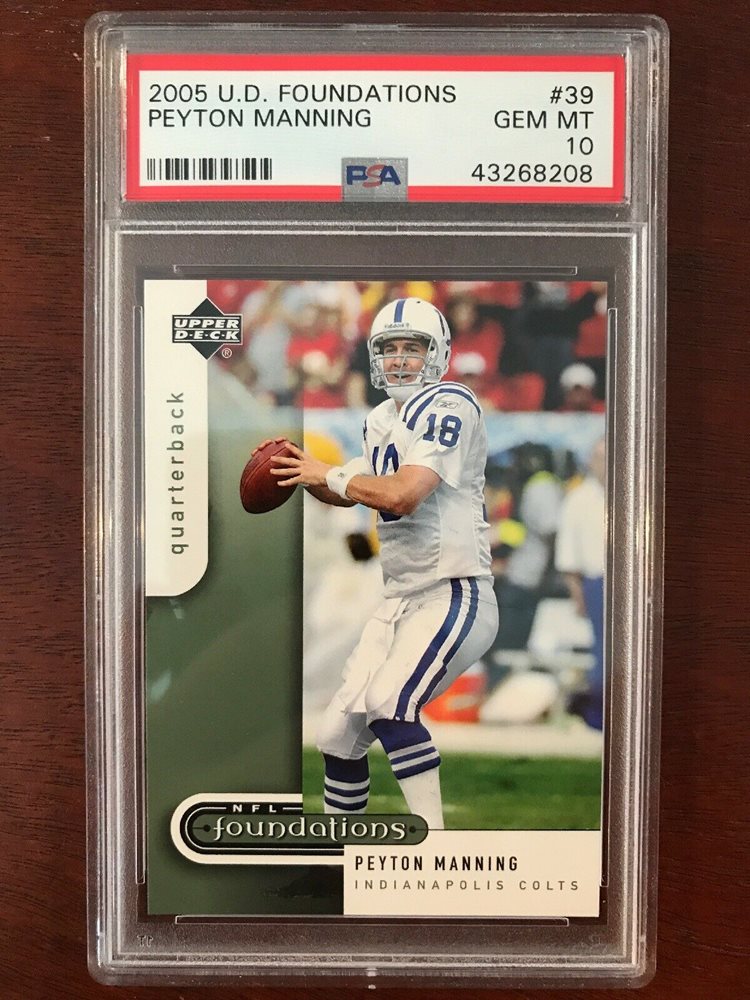 2005 U.D. FOUNDATIONS #39
PEYTON MANNING GEM MT
10
PSA 43268208
UPPER
D·E·C·K
®
quarterback
Riddell
18
NFL
foundations
PEYTON MANNING
INDIANAPOLIS COLTS